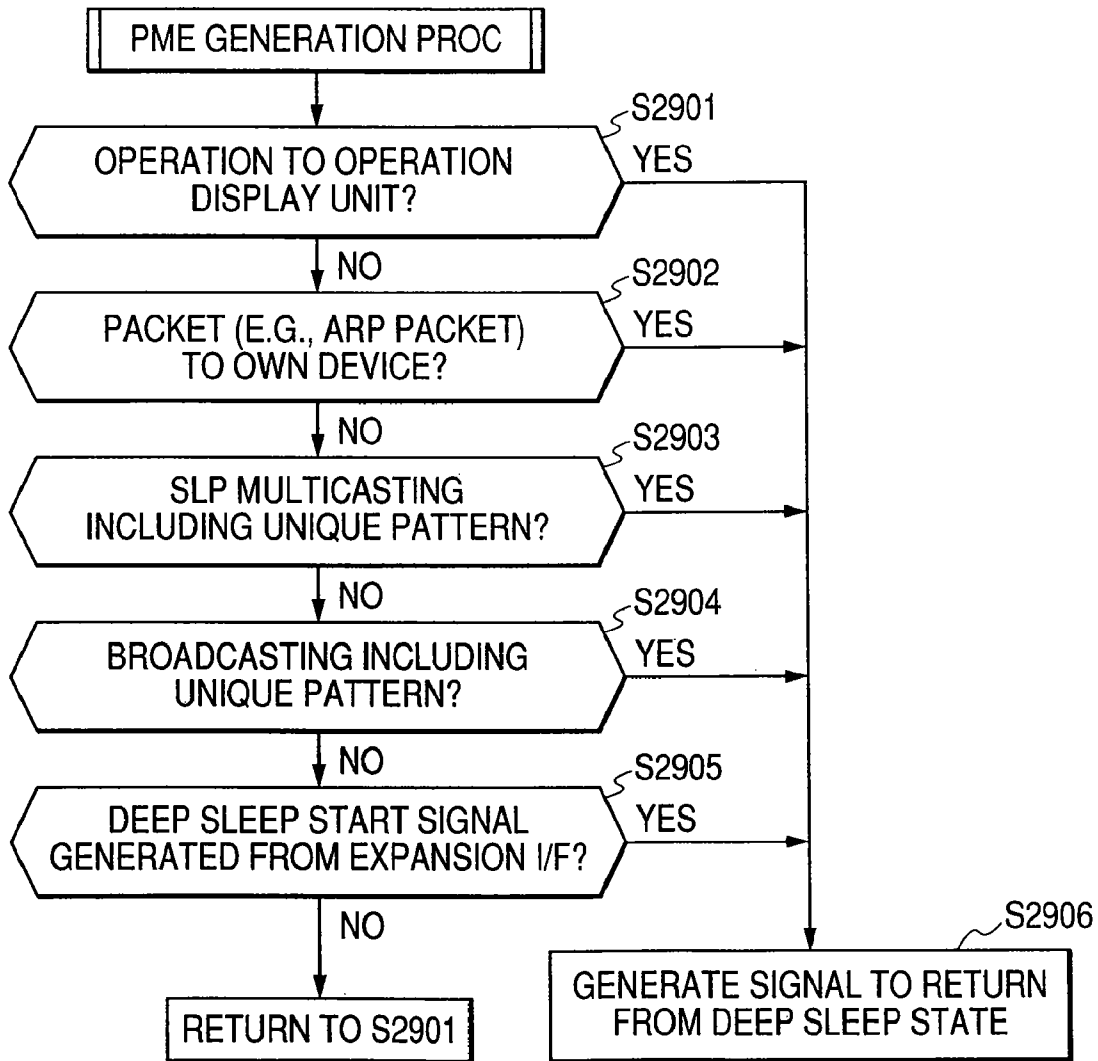 PME GENERATION PROC
S2901
OPERATION TO OPERATION
DISPLAY UNIT?
YES
NO
S2902
PACKET (E.G., ARP PACKET)
TO OWN DEVICE?
YES
NO
S2903
SLP MULTICASTING
INCLUDING UNIQUE PATTERN?
YES
NO
S2904
BROADCASTING INCLUDING
UNIQUE PATTERN?
YES
NO
S2905
DEEP SLEEP START SIGNAL
GENERATED FROM EXPANSION I/F?
YES
NO
RETURN TO S2901
S2906
GENERATE SIGNAL TO RETURN
FROM DEEP SLEEP STATE